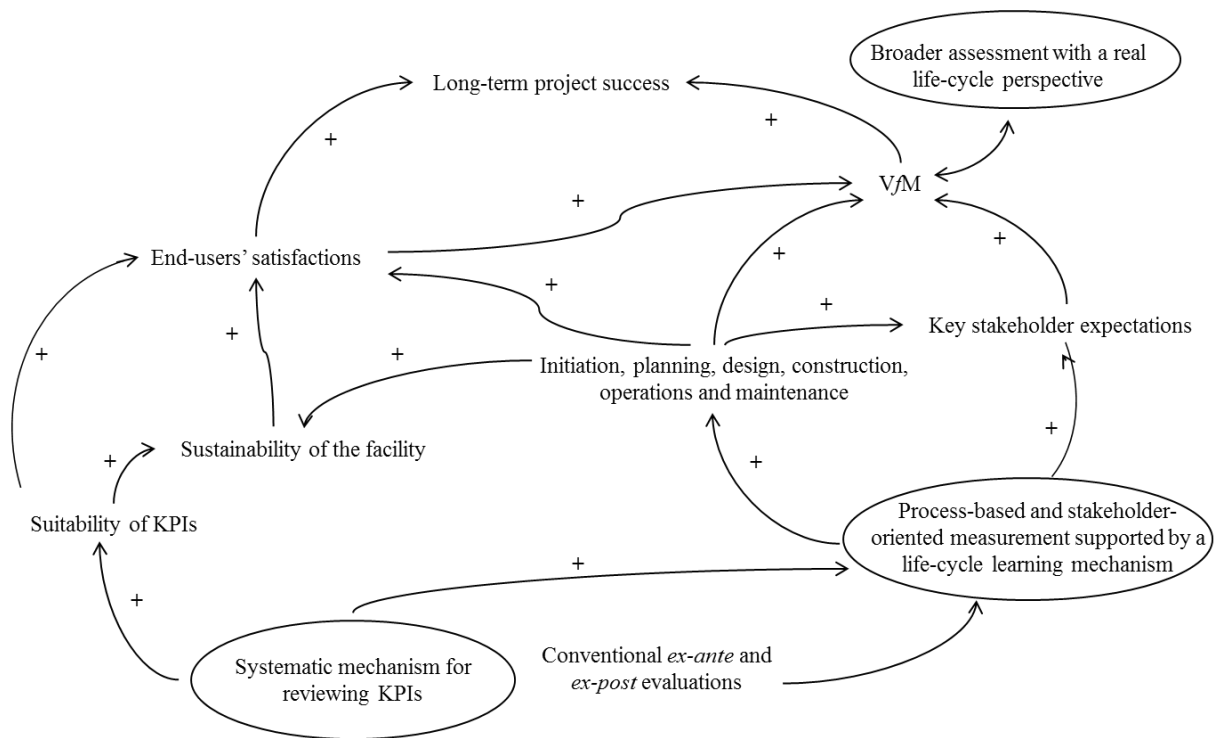 Broader assessment with a real
life-cycle perspective
Long-term project success
+
+
VfM
+
End-users' satisfactions
+
+
+
+
Key stakeholder expectations
+
+
+
Initiation, planning, design, construction,
operations and maintenance
+
Sustainability of the facility
+
+
Suitability of KPIs
Process-based and stakeholder-
oriented measurement supported by a
life-cycle learning mechanism
+
+
Systematic mechanism for
reviewing KPIs
Conventional ex-ante and
ex-post evaluations